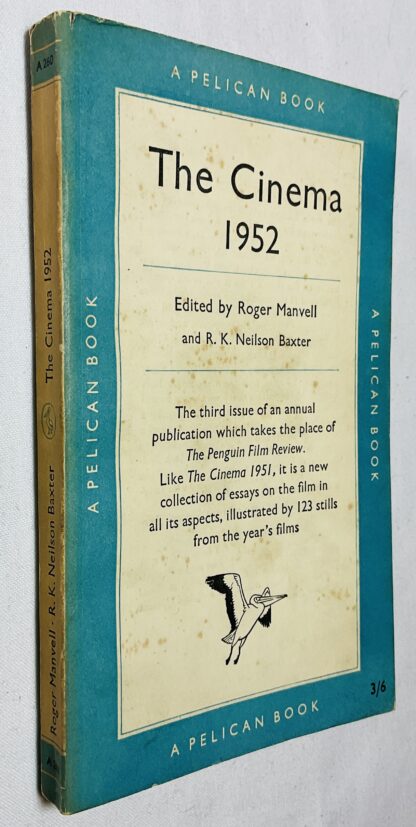 A PELICAN BOOK
The Cinema
1952
Edited by Roger Manvell
and R. K. Neilson Baxter
The third issue of an annual
publication which takes the place of
The Penguin Film Review.
Like The Cinema 1951, it is a new
collection of essays on the film in
all its aspects, illustrated by 123 stills
from the year's films
3/6
A PELICAN BOOK
A PELICAN BOOK
A PELICAN BOOK
A 260
The Cinema 1952
Roger Manvell · R. K. Neilson Baxter